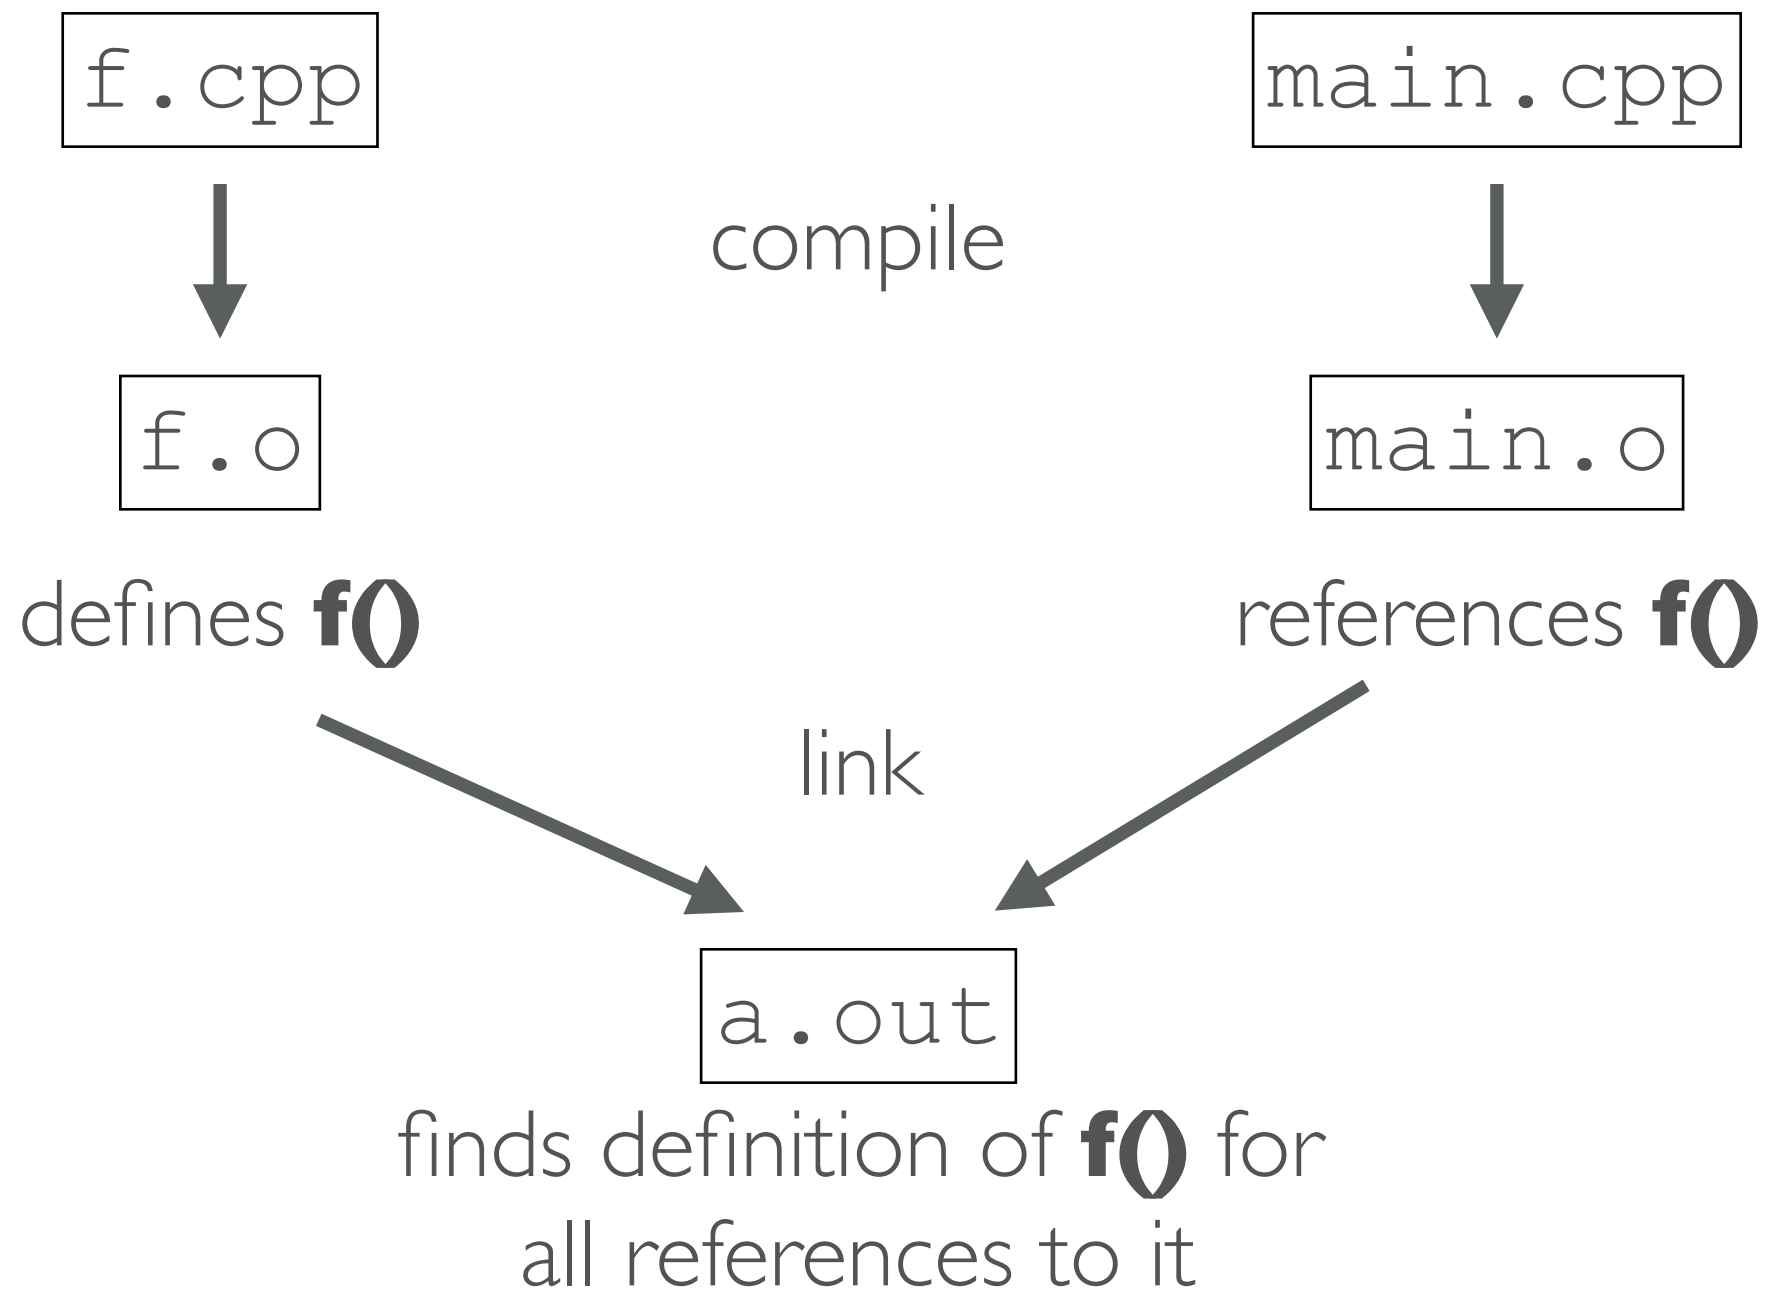 f.cpp
main.cpp
compile
f.o
main.o
defines f()
references f()
link
a.out
finds definition of f() for
all references to it